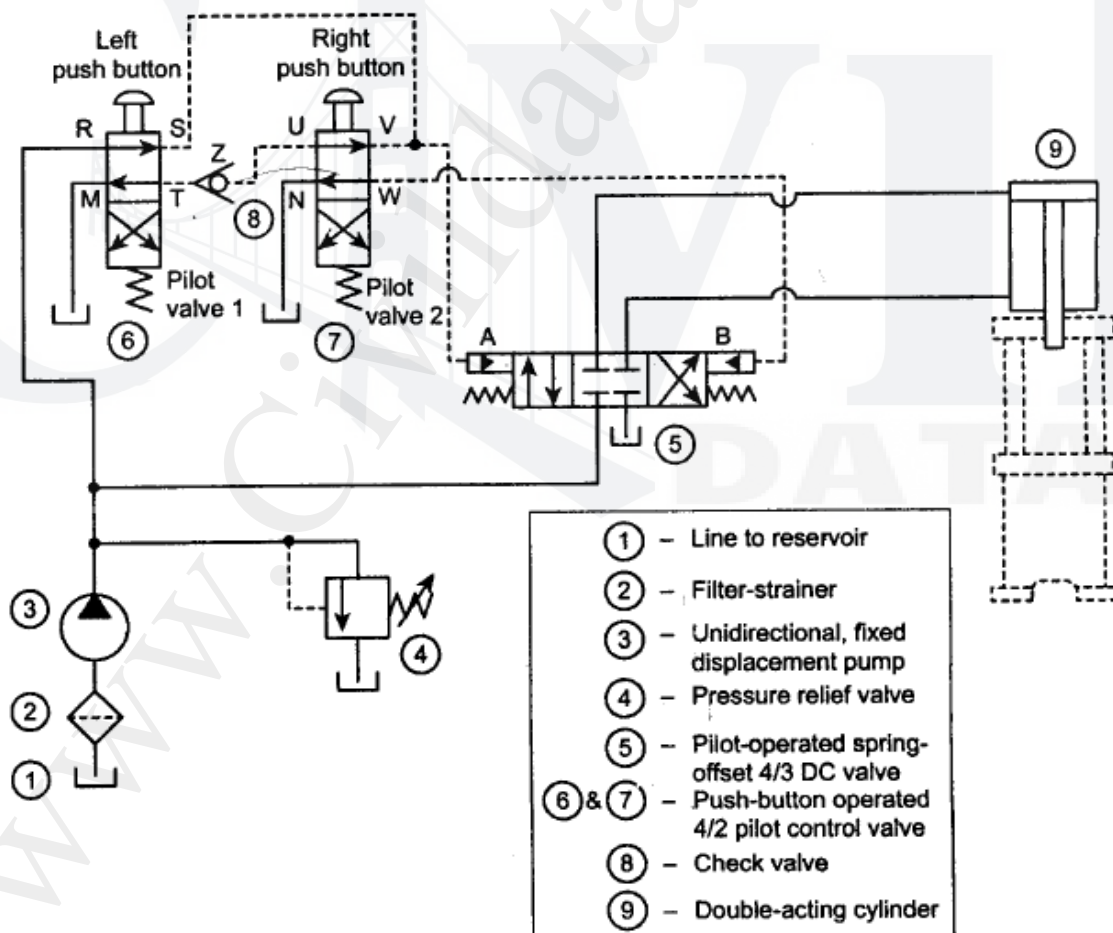 Left
push button
Right
push button
R
S
U
V
Z
M
T
N
W
8
Pilot
valve 1
Pilot
valve 2
6
7
9
A
B
5
3
4
2
1
1 – Line to reservoir
2 – Filter-strainer
3 – Unidirectional, fixed
displacement pump
4 – Pressure relief valve
5 – Pilot-operated spring-
offset 4/3 DC valve
6 & 7 – Push-button operated
4/2 pilot control valve
8 – Check valve
9 – Double-acting cylinder
www.Civildata
DATA